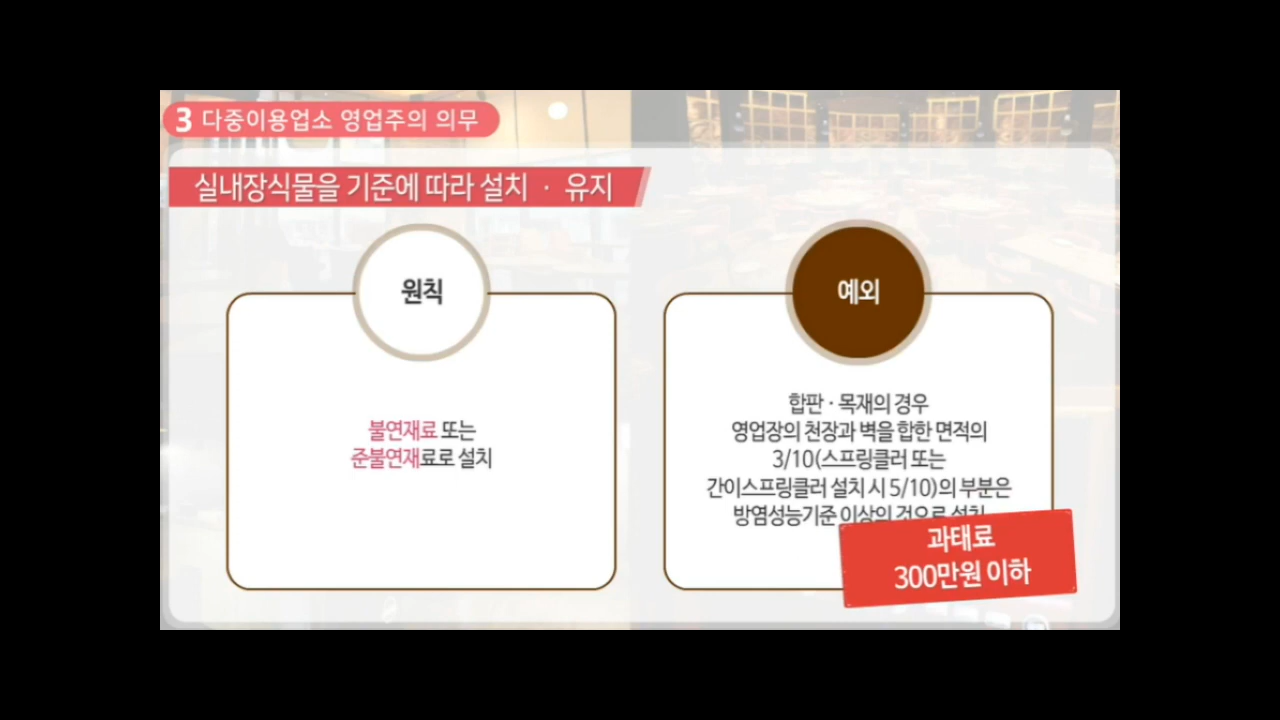 3 다중이용업소 영업주의 의무
실내장식물을 기준에 따라 설치 · 유지
원칙
불연재료 또는
준불연재료로 설치
예외
합판 · 목재의 경우
영업장의 천장과 벽을 합한 면적의
3/10(스프링클러 또는
간이스프링클러 설치 시 5/10)의 부분은
방염성능기준 이상의 것으로 설치
과태료
300만원 이하